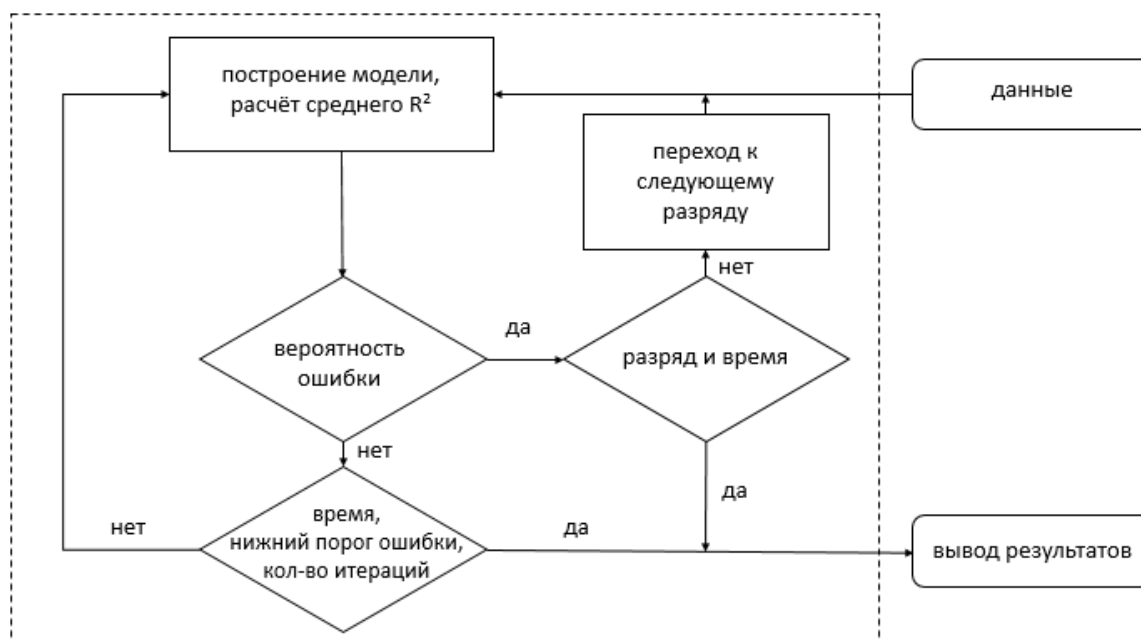 построение модели,
расчёт среднего R²
данные
переход к
следующему
разряду
нет
да
вероятность
ошибки
разряд и время
нет
да
время,
нижний порог ошибки,
кол-во итераций
нет
да
вывод результатов